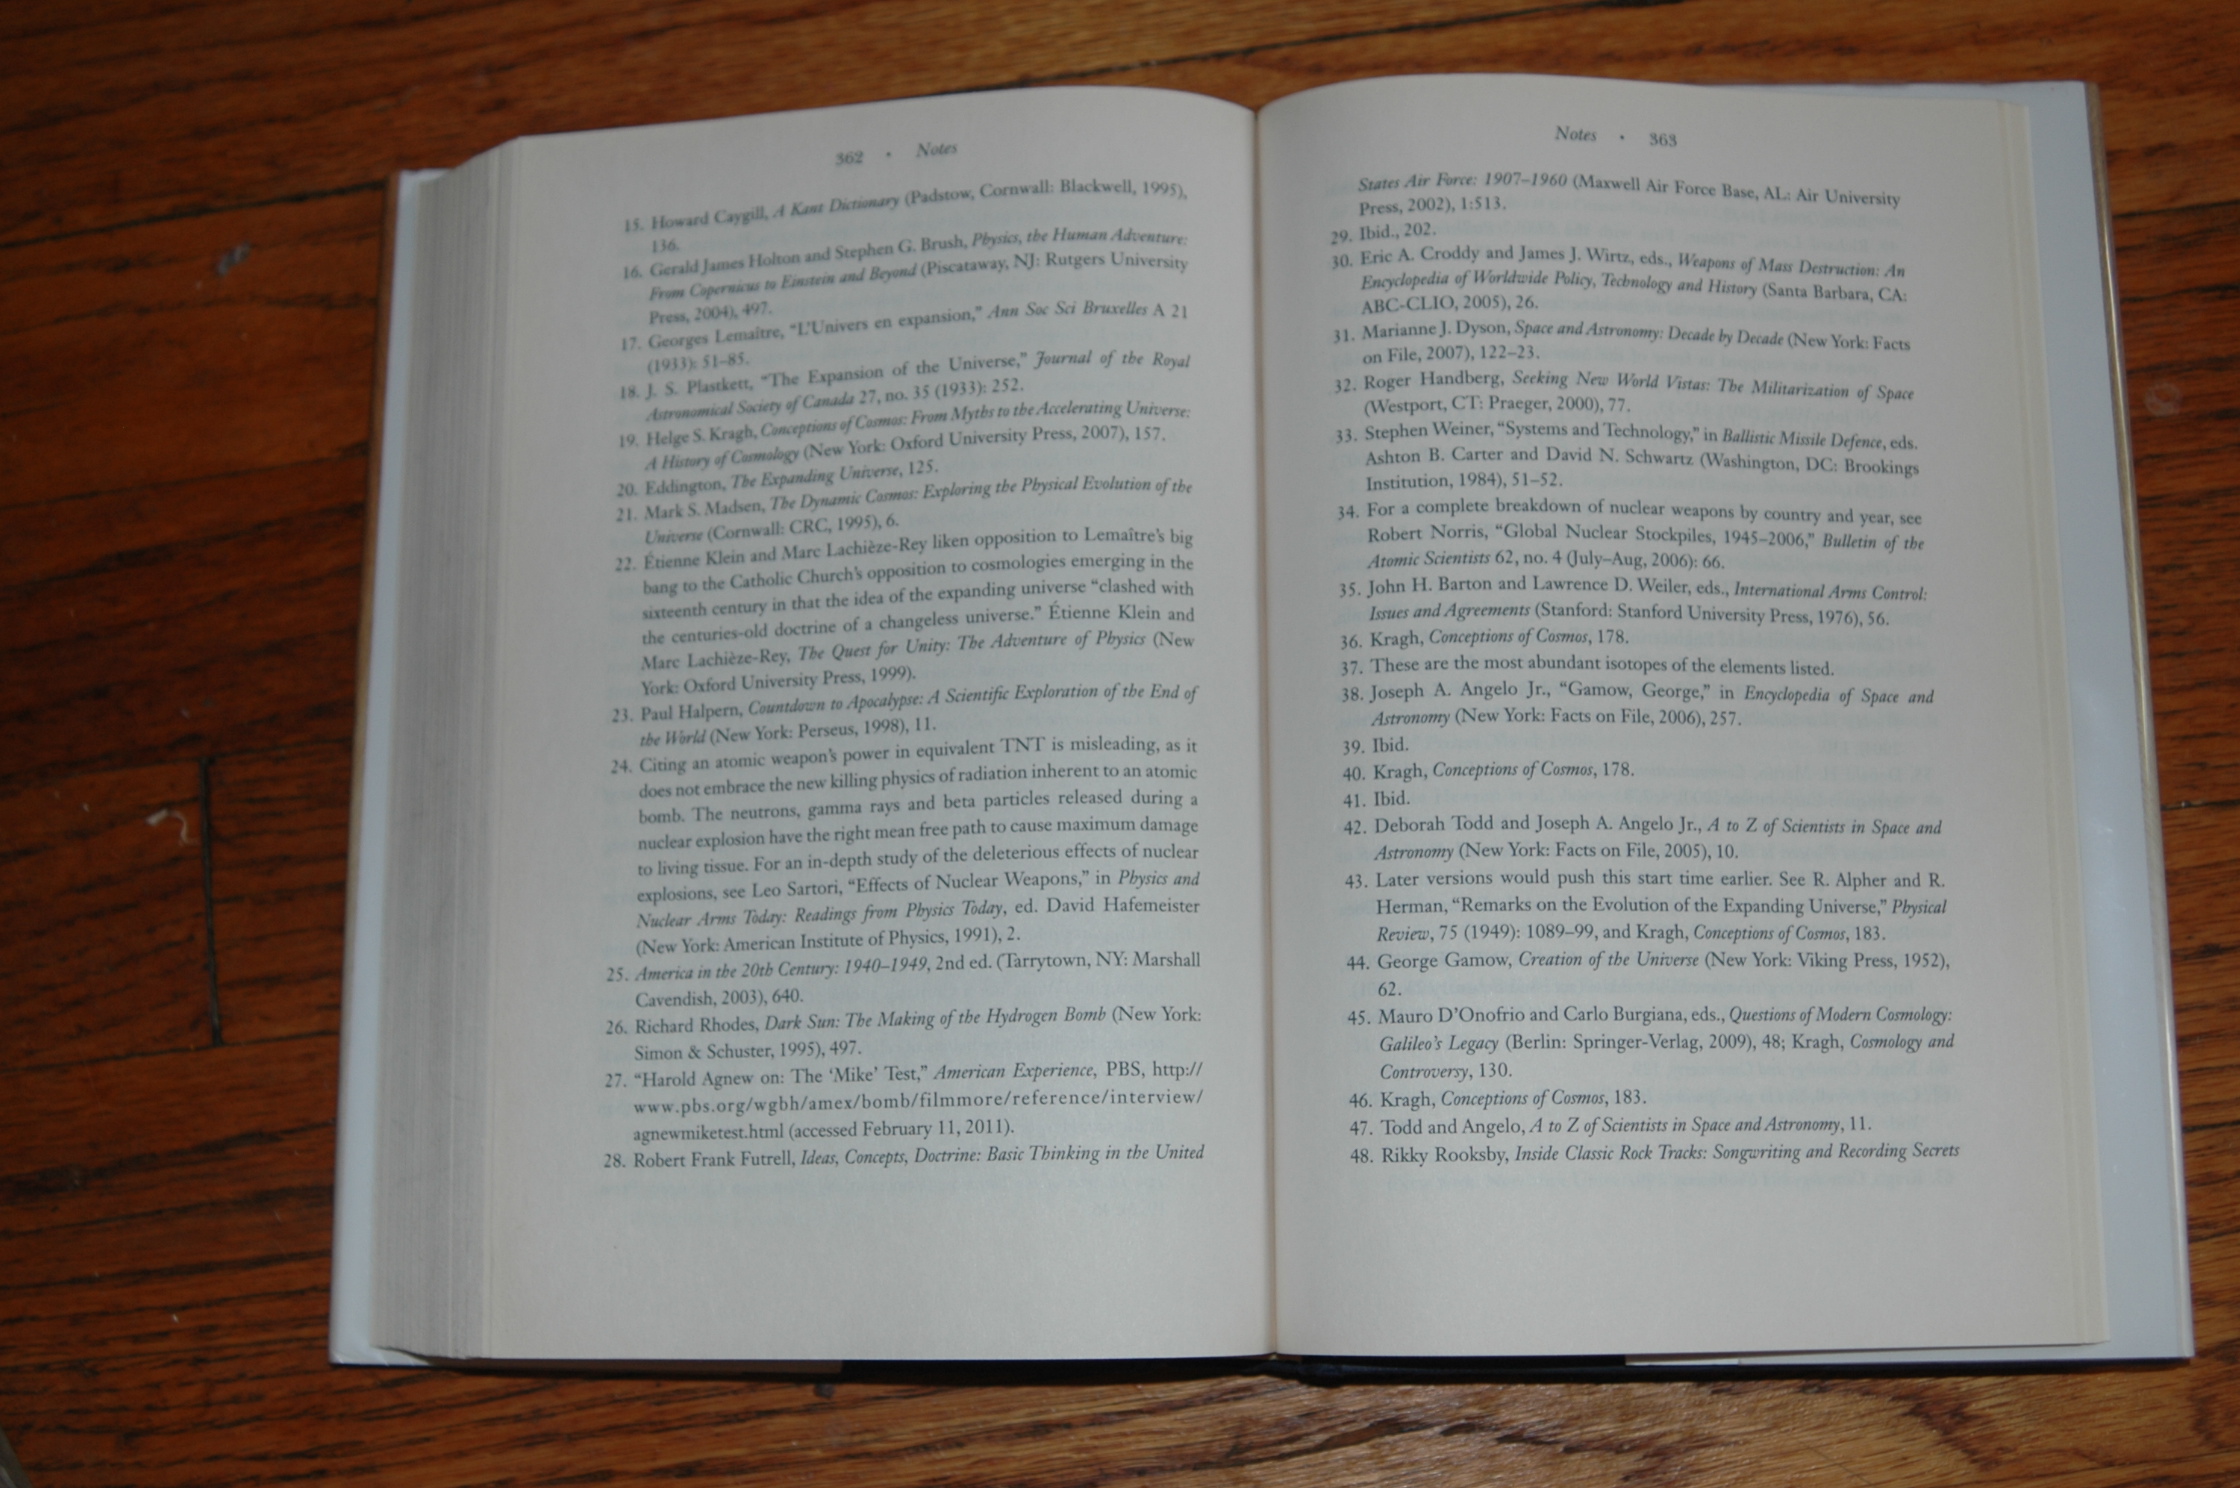 362 • Notes
15. Howard Caygill, A Kant Dictionary (Padstow, Cornwall: Blackwell, 1995),
136.
16. Gerald James Holton and Stephen G. Brush, Physics, the Human Adventure:
From Copernicus to Einstein and Beyond (Piscataway, NJ: Rutgers University
Press, 2004), 497.
17. Georges Lemaître, “L’Univers en expansion,” Ann Soc Sci Bruxelles A 21
(1933): 51–85.
18. J. S. Plastkett, “The Expansion of the Universe,” Journal of the Royal
Astronomical Society of Canada 27, no. 35 (1933): 252.
19. Helge S. Kragh, Conceptions of Cosmos: From Myths to the Accelerating Universe:
A History of Cosmology (New York: Oxford University Press, 2007), 157.
20. Eddington, The Expanding Universe, 125.
21. Mark S. Madsen, The Dynamic Cosmos: Exploring the Physical Evolution of the
Universe (Cornwall: CRC, 1995), 6.
22. Étienne Klein and Marc Lachièze-Rey liken opposition to Lemaître’s big
bang to the Catholic Church’s opposition to cosmologies emerging in the
sixteenth century in that the idea of the expanding universe “clashed with
the centuries-old doctrine of a changeless universe.” Étienne Klein and
Marc Lachièze-Rey, The Quest for Unity: The Adventure of Physics (New
York: Oxford University Press, 1999).
23. Paul Halpern, Countdown to Apocalypse: A Scientific Exploration of the End of
the World (New York: Perseus, 1998), 11.
24. Citing an atomic weapon’s power in equivalent TNT is misleading, as it
does not embrace the new killing physics of radiation inherent to an atomic
bomb. The neutrons, gamma rays and beta particles released during a
nuclear explosion have the right mean free path to cause maximum damage
to living tissue. For an in-depth study of the deleterious effects of nuclear
explosions, see Leo Sartori, “Effects of Nuclear Weapons,” in Physics and
Nuclear Arms Today: Readings from Physics Today, ed. David Hafemeister
(New York: American Institute of Physics, 1991), 2.
25. America in the 20th Century: 1940–1949, 2nd ed. (Tarrytown, NY: Marshall
Cavendish, 2003), 640.
26. Richard Rhodes, Dark Sun: The Making of the Hydrogen Bomb (New York:
Simon & Schuster, 1995), 497.
27. “Harold Agnew on: The ‘Mike’ Test,” American Experience, PBS, http://
www.pbs.org/wgbh/amex/bomb/filmmore/reference/interview/
agnewmiketest.html (accessed February 11, 2011).
28. Robert Frank Futrell, Ideas, Concepts, Doctrine: Basic Thinking in the United
Notes • 363
States Air Force: 1907–1960 (Maxwell Air Force Base, AL: Air University
Press, 2002), 1:513.
29. Ibid., 202.
30. Eric A. Croddy and James J. Wirtz, eds., Weapons of Mass Destruction: An
Encyclopedia of Worldwide Policy, Technology and History (Santa Barbara, CA:
ABC-CLIO, 2005), 26.
31. Marianne J. Dyson, Space and Astronomy: Decade by Decade (New York: Facts
on File, 2007), 122–23.
32. Roger Handberg, Seeking New World Vistas: The Militarization of Space
(Westport, CT: Praeger, 2000), 77.
33. Stephen Weiner, “Systems and Technology,” in Ballistic Missile Defence, eds.
Ashton B. Carter and David N. Schwartz (Washington, DC: Brookings
Institution, 1984), 51–52.
34. For a complete breakdown of nuclear weapons by country and year, see
Robert Norris, “Global Nuclear Stockpiles, 1945–2006,” Bulletin of the
Atomic Scientists 62, no. 4 (July–Aug, 2006): 66.
35. John H. Barton and Lawrence D. Weiler, eds., International Arms Control:
Issues and Agreements (Stanford: Stanford University Press, 1976), 56.
36. Kragh, Conceptions of Cosmos, 178.
37. These are the most abundant isotopes of the elements listed.
38. Joseph A. Angelo Jr., “Gamow, George,” in Encyclopedia of Space and
Astronomy (New York: Facts on File, 2006), 257.
39. Ibid.
40. Kragh, Conceptions of Cosmos, 178.
41. Ibid.
42. Deborah Todd and Joseph A. Angelo Jr., A to Z of Scientists in Space and
Astronomy (New York: Facts on File, 2005), 10.
43. Later versions would push this start time earlier. See R. Alpher and R.
Herman, “Remarks on the Evolution of the Expanding Universe,” Physical
Review, 75 (1949): 1089–99, and Kragh, Conceptions of Cosmos, 183.
44. George Gamow, Creation of the Universe (New York: Viking Press, 1952),
62.
45. Mauro D’Onofrio and Carlo Burgiana, eds., Questions of Modern Cosmology:
Galileo’s Legacy (Berlin: Springer-Verlag, 2009), 48; Kragh, Cosmology and
Controversy, 130.
46. Kragh, Conceptions of Cosmos, 183.
47. Todd and Angelo, A to Z of Scientists in Space and Astronomy, 11.
48. Rikky Rooksby, Inside Classic Rock Tracks: Songwriting and Recording Secrets